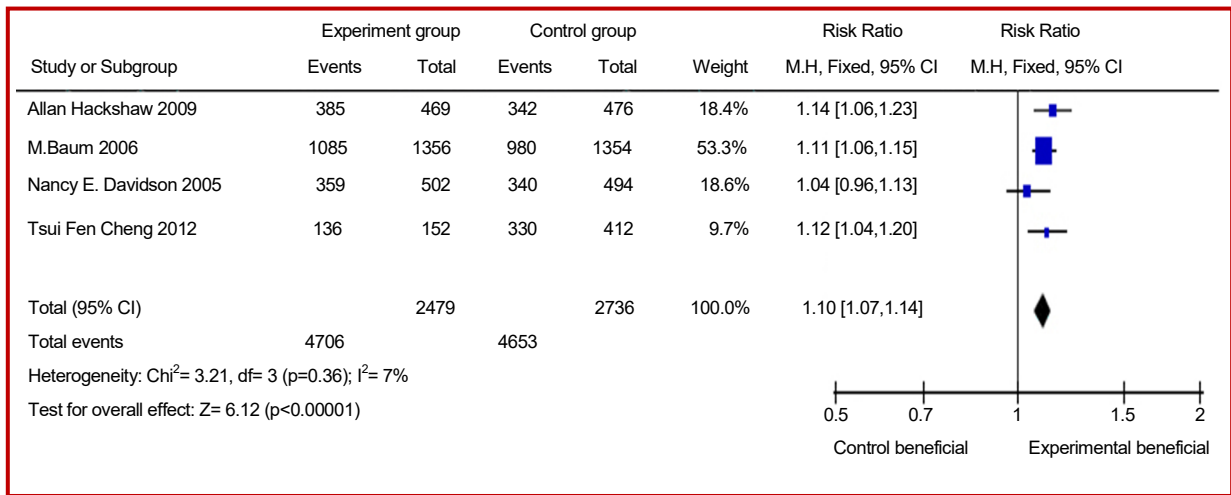 Experiment group Control group Risk Ratio Risk Ratio
Study or Subgroup Events Total Events Total Weight M.H, Fixed, 95% CI M.H, Fixed, 95% CI
Allan Hackshaw 2009 385 469 342 476 18.4% 1.14 [1.06,1.23]
M.Baum 2006 1085 1356 980 1354 53.3% 1.11 [1.06,1.15]
Nancy E. Davidson 2005 359 502 340 494 18.6% 1.04 [0.96,1.13]
Tsui Fen Cheng 2012 136 152 330 412 9.7% 1.12 [1.04,1.20]
Total (95% CI) 2479 2736 100.0% 1.10 [1.07,1.14]
Total events 4706 4653
Heterogeneity: Chi²= 3.21, df= 3 (p=0.36); I²= 7%
Test for overall effect: Z= 6.12 (p<0.00001)
0.5 0.7 1 1.5 2
Control beneficial Experimental beneficial